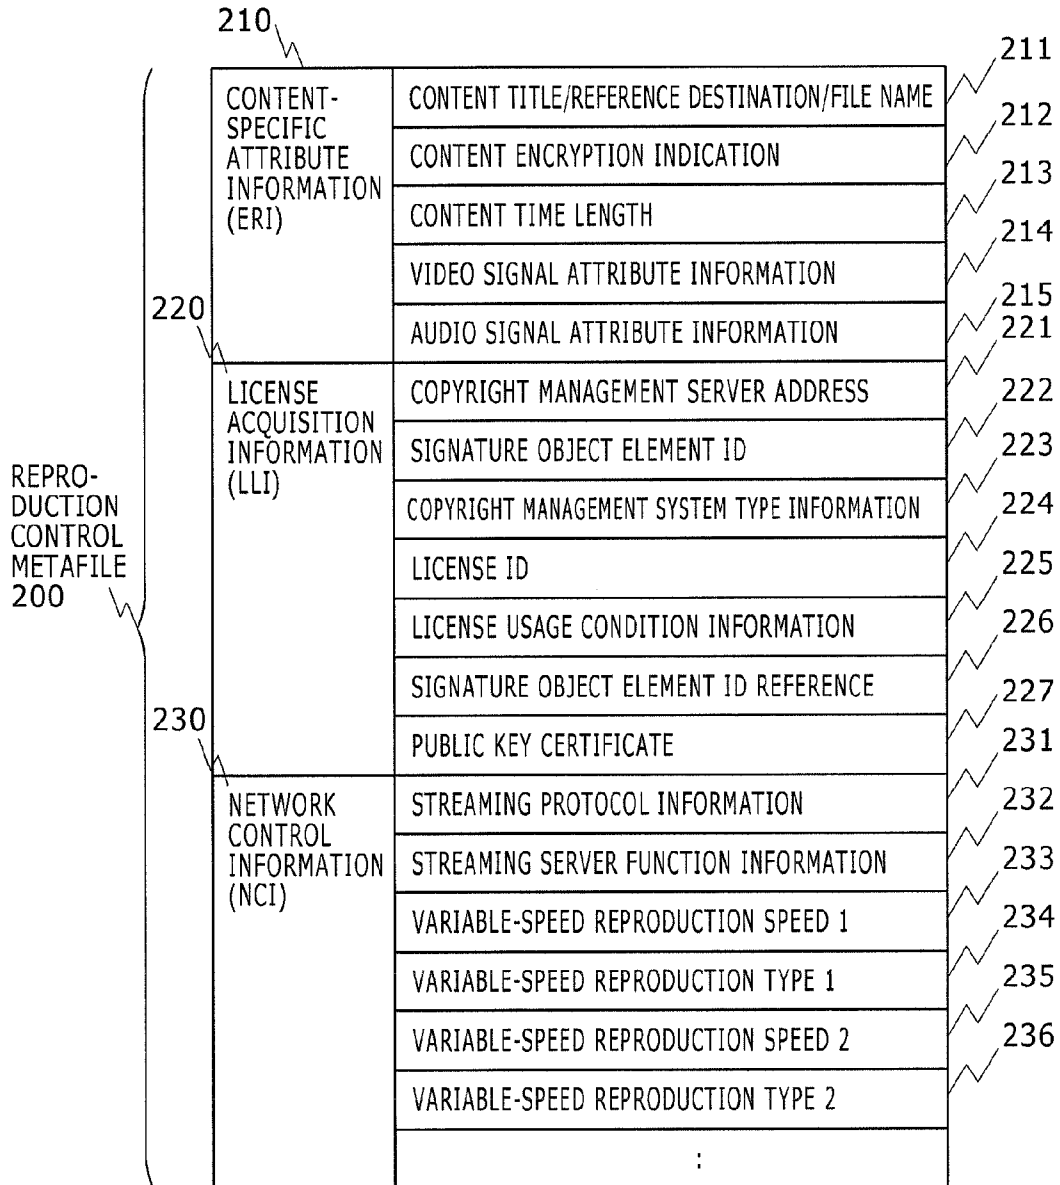 210
211
CONTENT-
SPECIFIC
ATTRIBUTE
INFORMATION
(ERI)
CONTENT TITLE/REFERENCE DESTINATION/FILE NAME
212
CONTENT ENCRYPTION INDICATION
213
CONTENT TIME LENGTH
214
VIDEO SIGNAL ATTRIBUTE INFORMATION
215
AUDIO SIGNAL ATTRIBUTE INFORMATION
220
221
LICENSE
ACQUISITION
INFORMATION
(LLI)
COPYRIGHT MANAGEMENT SERVER ADDRESS
222
SIGNATURE OBJECT ELEMENT ID
223
COPYRIGHT MANAGEMENT SYSTEM TYPE INFORMATION
224
LICENSE ID
225
LICENSE USAGE CONDITION INFORMATION
226
SIGNATURE OBJECT ELEMENT ID REFERENCE
227
PUBLIC KEY CERTIFICATE
REPRO-
DUCTION
CONTROL
METAFILE
200
230
231
NETWORK
CONTROL
INFORMATION
(NCI)
STREAMING PROTOCOL INFORMATION
232
STREAMING SERVER FUNCTION INFORMATION
233
VARIABLE-SPEED REPRODUCTION SPEED 1
234
VARIABLE-SPEED REPRODUCTION TYPE 1
235
VARIABLE-SPEED REPRODUCTION SPEED 2
236
VARIABLE-SPEED REPRODUCTION TYPE 2
: